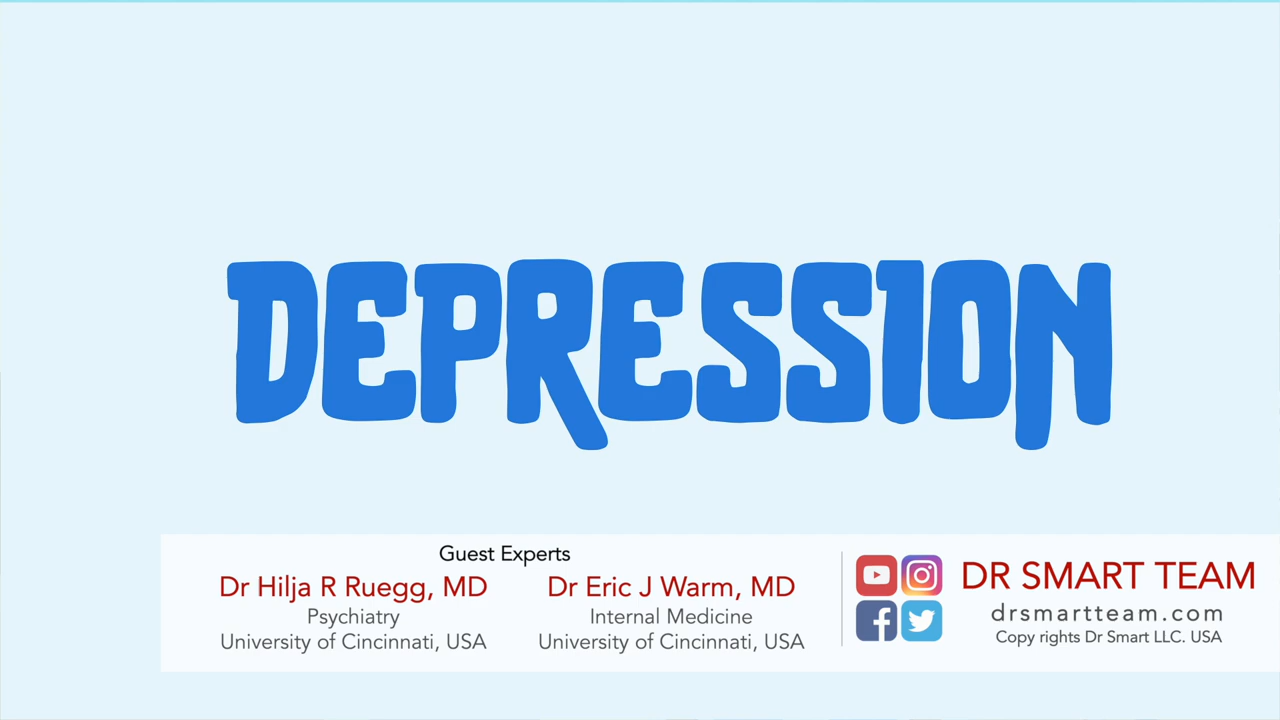 DEPRESSION
Guest Experts
Dr Hilja R Ruegg, MD
Psychiatry
University of Cincinnati, USA
Dr Eric J Warm, MD
Internal Medicine
University of Cincinnati, USA
DR SMART TEAM
drsmartteam.com
Copy rights Dr Smart LLC. USA